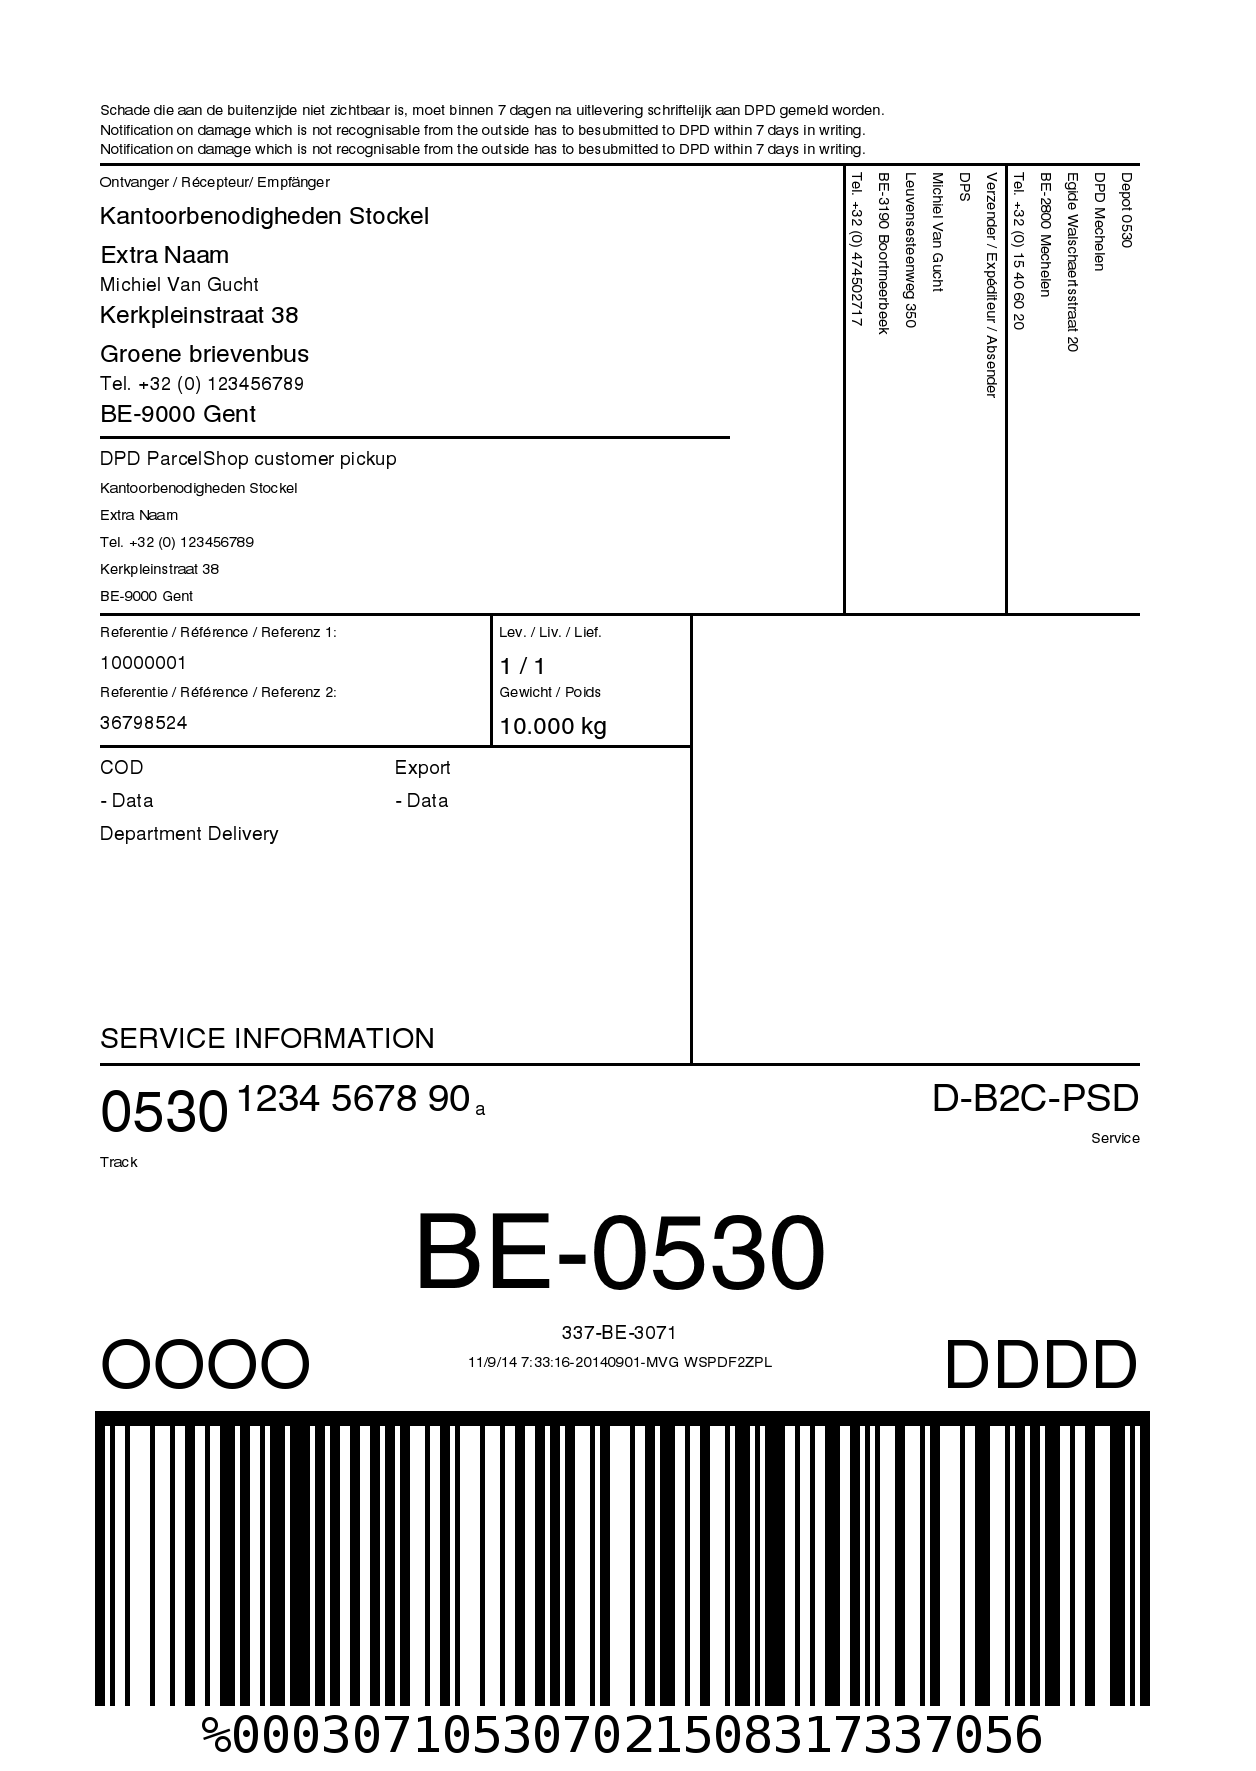 Schade die aan de buitenzijde niet zichtbaar is, moet binnen 7 dagen na uitlevering schriftelijk aan DPD gemeld worden.
Notification on damage which is not recognisable from the outside has to besubmitted to DPD within 7 days in writing.
Notification on damage which is not recognisable from the outside has to besubmitted to DPD within 7 days in writing.
Ontvanger / Récepteur/ Empfänger
Kantoorbenodigheden Stockel
Extra Naam
Michiel Van Gucht
Kerkpleinstraat 38
Groene brievenbus
Tel. +32 (0) 123456789
BE-9000 Gent
DPD ParcelShop customer pickup
Kantoorbenodigheden Stockel
Extra Naam
Tel. +32 (0) 123456789
Kerkpleinstraat 38
BE-9000 Gent
Depot 0530
DPD Mechelen
Egide Walschaertsstraat 20
BE-2800 Mechelen
Tel. +32 (0) 15 40 60 20
Verzender / Expéditeur / Absender
DPS
Michiel Van Gucht
Leuvensesteenweg 350
BE-3190 Boortmeerbeek
Tel. +32 (0) 474502717
Referentie / Référence / Referenz 1:
10000001
Referentie / Référence / Referenz 2:
36798524
Lev. / Liv. / Lief.
1 / 1
Gewicht / Poids
10.000 kg
COD Export
- Data - Data
Department Delivery
SERVICE INFORMATION
0530 1234 5678 90 a
Track
D-B2C-PSD
Service
BE-0530
337-BE-3071
11/9/14 7:33:16-20140901-MVG WSPDF2ZPL
OOOO DDDD
%000307105307021508317337056